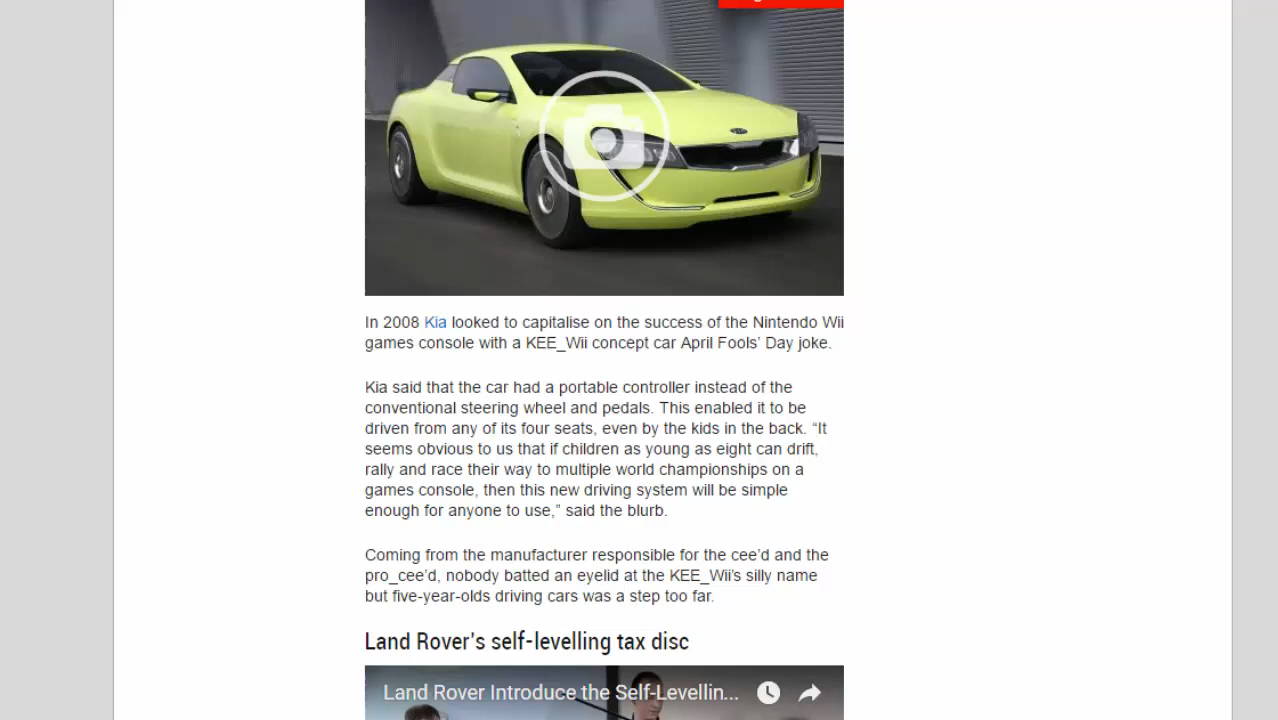 In 2008 Kia looked to capitalise on the success of the Nintendo Wii
games console with a KEE_Wii concept car April Fools’ Day joke.
Kia said that the car had a portable controller instead of the
conventional steering wheel and pedals. This enabled it to be
driven from any of its four seats, even by the kids in the back. “It
seems obvious to us that if children as young as eight can drift,
rally and race their way to multiple world championships on a
games console, then this new driving system will be simple
enough for anyone to use,” said the blurb.
Coming from the manufacturer responsible for the cee’d and the
pro_cee’d, nobody batted an eyelid at the KEE_Wii’s silly name
but five-year-olds driving cars was a step too far.
Land Rover’s self-levelling tax disc
Land Rover Introduce the Self-Levellin...